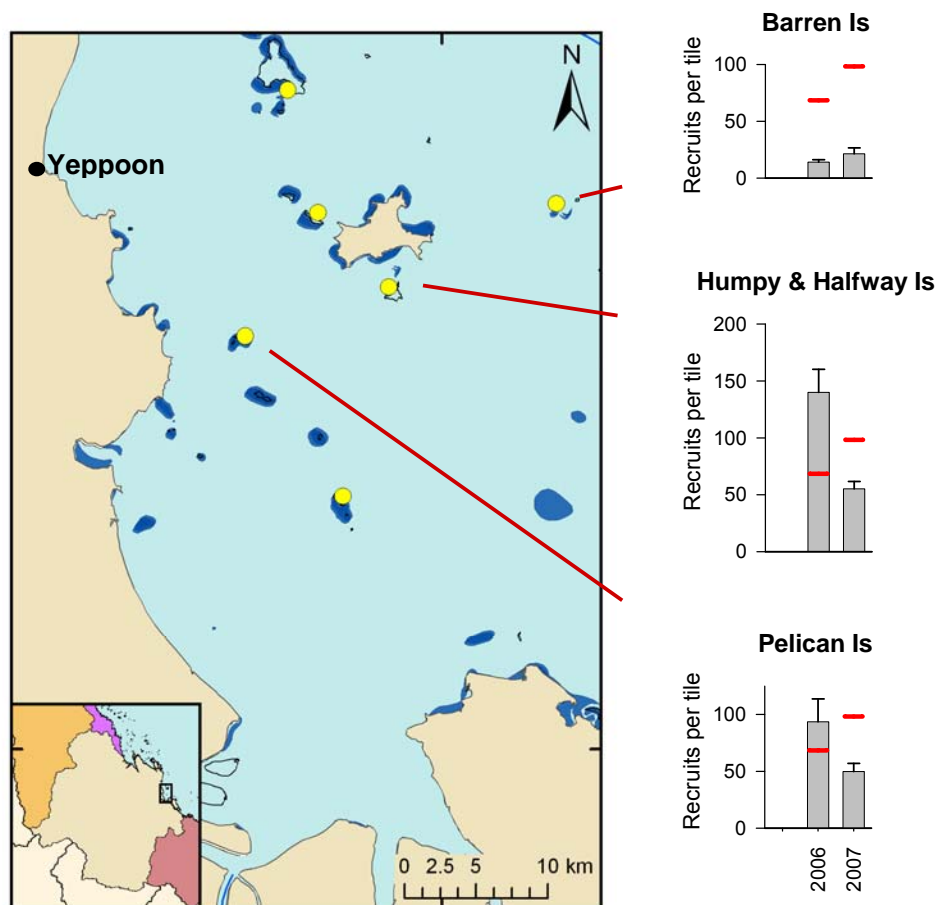 N
Yeppoon
0 2.5 5 10 km
Barren Is
Recruits per tile
100
50
0
Humpy & Halfway Is
Recruits per tile
200
150
100
50
0
Pelican Is
Recruits per tile
100
50
0
2006
2007